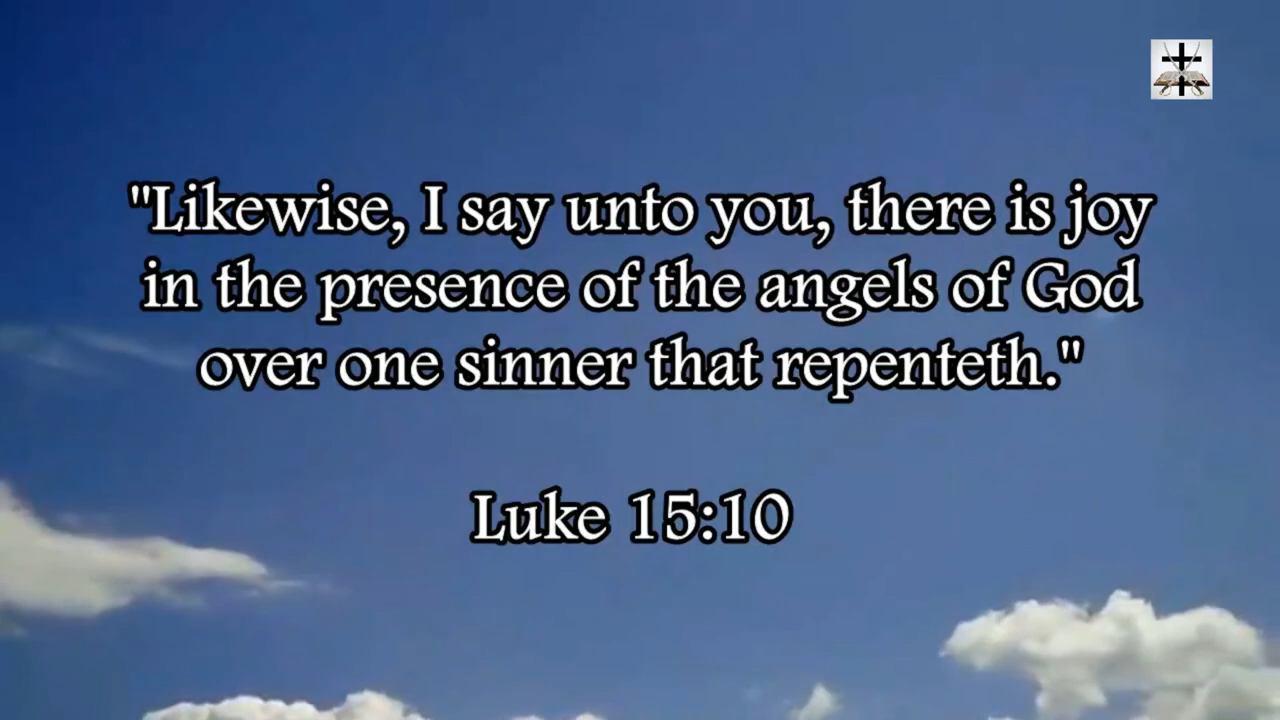 "Likewise, I say unto you, there is joy
in the presence of the angels of God
over one sinner that repenteth."
Luke 15:10